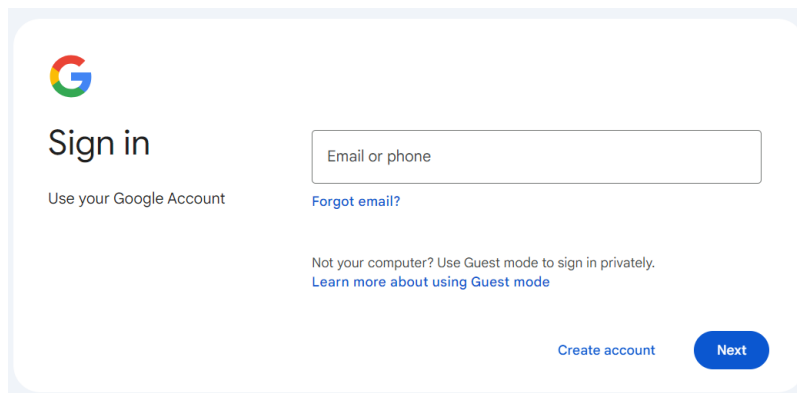 Sign in
Use your Google Account
Email or phone
Forgot email?
Not your computer? Use Guest mode to sign in privately.
Learn more about using Guest mode
Create account
Next